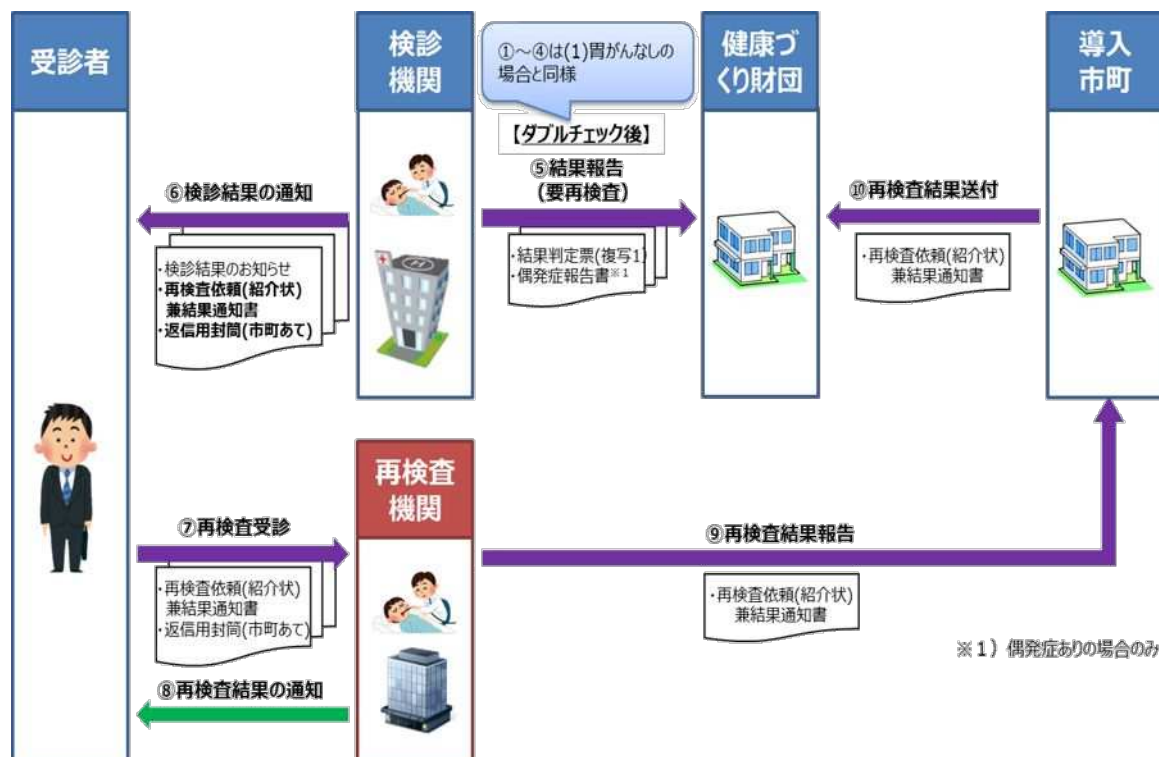 受診者
検診
機関
①～④は(1)胃がんなしの
場合と同様
健康づ
くり財団
導入
市町
【ダブルチェック後】
⑤結果報告
(要再検査)
・結果判定票(複写1)
・偶発症報告書※1
⑥検診結果の通知
・検診結果のお知らせ
・再検査依頼(紹介状)
兼結果通知書
・返信用封筒(市町あて)
⑩再検査結果送付
・再検査依頼(紹介状)
兼結果通知書
再検査
機関
⑦再検査受診
・再検査依頼(紹介状)
兼結果通知書
・返信用封筒(市町あて)
⑧再検査結果の通知
⑨再検査結果報告
・再検査依頼(紹介状)
兼結果通知書
※1）偶発症ありの場合のみ